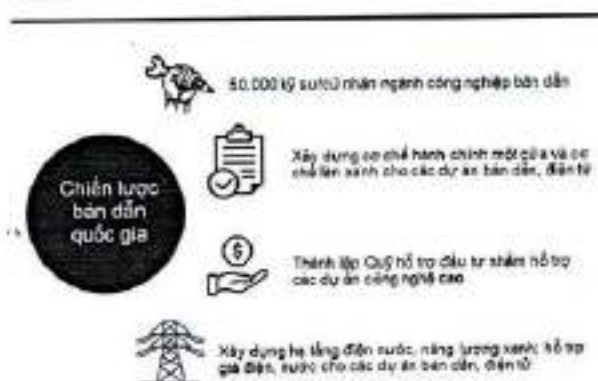 50.000 kỹ sư/cử nhân ngành công nghiệp bán dẫn
Chiến lược
bán dẫn
quốc gia
Xây dựng cơ chế hành chính một cửa và cơ
chế làn xanh cho các dự án bán dẫn, điện tử
Thành lập Quỹ hỗ trợ đầu tư nhằm hỗ trợ
các dự án công nghệ cao
Xây dựng hạ tầng điện nước, năng lượng xanh; hỗ trợ
giá điện, nước cho các dự án bán dẫn, điện tử